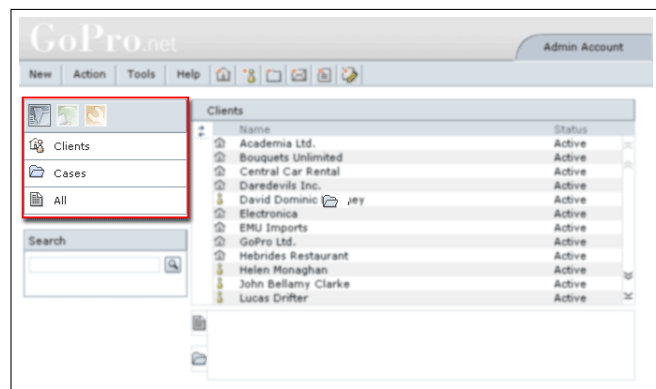 GoPro.net
Admin Account
New Action Tools Help
Clients
Cases
All
Search
Clients
Name Status
Academia Ltd. Active
Bouquets Unlimited Active
Central Car Rental Active
Daredevils Inc. Active
David Dominic Active
Electronica Active
EMU Imports Active
GoPro Ltd. Active
Hebrides Restaurant Active
Helen Monaghan Active
John Bellamy Clarke Active
Lucas Drifter Active